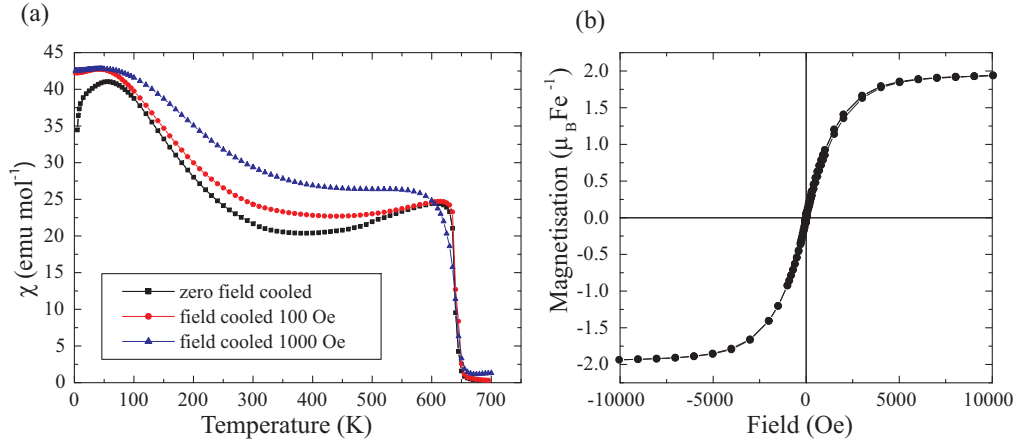 (a)
(b)
χ (emu mol⁻¹)
45
40
35
30
25
20
15
10
5
0
zero field cooled
field cooled 100 Oe
field cooled 1000 Oe
0 100 200 300 400 500 600 700
Temperature (K)
Magnetisation (μ_B Fe⁻¹)
2.0
1.5
1.0
0.5
0.0
-0.5
-1.0
-1.5
-2.0
-10000 -5000 0 5000 10000
Field (Oe)